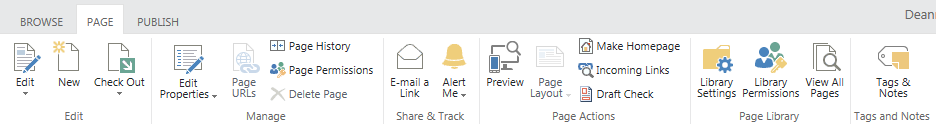 BROWSE PAGE PUBLISH Deann
Edit
New
Check Out
Edit
Properties
Page
URLs
Page History
Page Permissions
Delete Page
E-mail a
Link
Alert
Me
Preview
Page
Layout
Make Homepage
Incoming Links
Draft Check
Library
Settings
Library
Permissions
View All
Pages
Tags &
Notes
Edit
Manage
Share & Track
Page Actions
Page Library
Tags and Notes